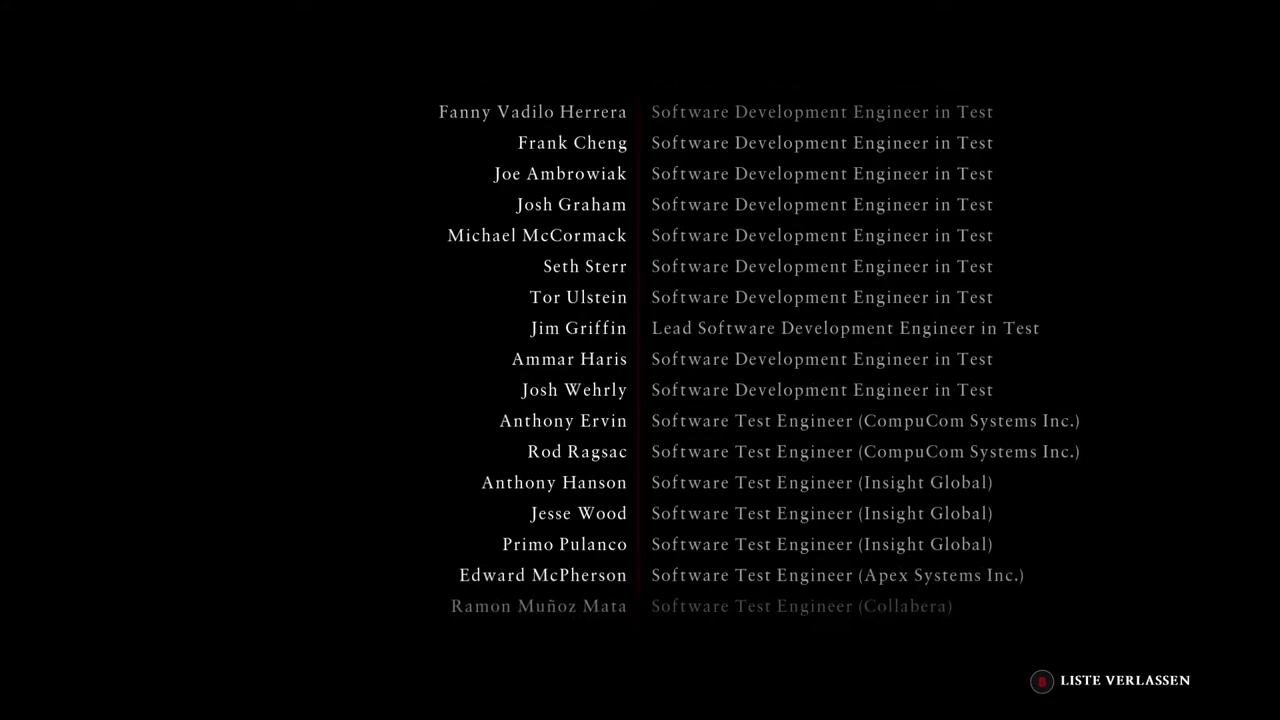 Fanny Vadilo Herrera Software Development Engineer in Test
Frank Cheng Software Development Engineer in Test
Joe Ambrowiak Software Development Engineer in Test
Josh Graham Software Development Engineer in Test
Michael McCormack Software Development Engineer in Test
Seth Sterr Software Development Engineer in Test
Tor Ulstein Software Development Engineer in Test
Jim Griffin Lead Software Development Engineer in Test
Ammar Haris Software Development Engineer in Test
Josh Wehrly Software Development Engineer in Test
Anthony Ervin Software Test Engineer (CompuCom Systems Inc.)
Rod Ragsac Software Test Engineer (CompuCom Systems Inc.)
Anthony Hanson Software Test Engineer (Insight Global)
Jesse Wood Software Test Engineer (Insight Global)
Primo Pulanco Software Test Engineer (Insight Global)
Edward McPherson Software Test Engineer (Apex Systems Inc.)
Ramon Muñoz Mata Software Test Engineer (Collabera)
B LISTE VERLASSEN